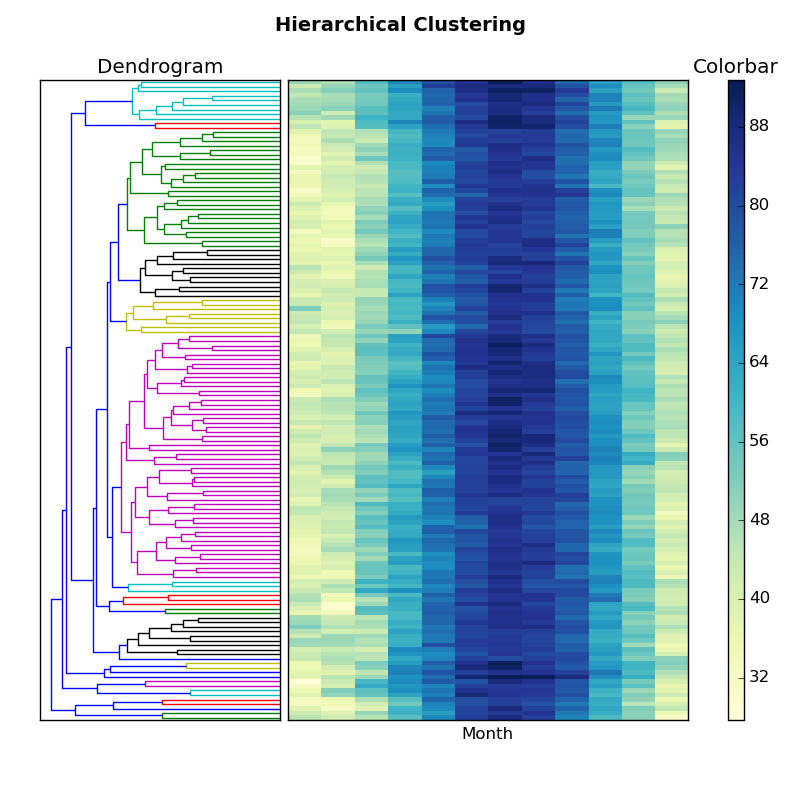 Hierarchical Clustering
Dendrogram
Colorbar
88
80
72
64
56
48
40
32
Month